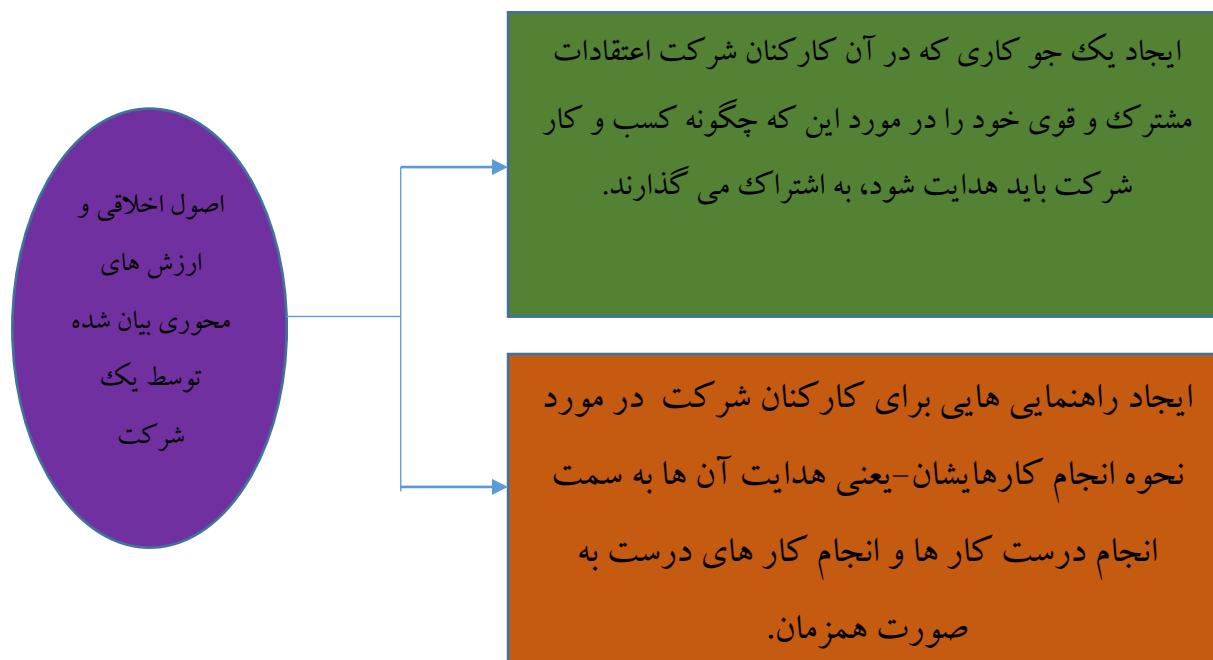 اصول اخلاقی و
ارزش های
محوری بیان شده
توسط یک
شرکت
ایجاد یک جو کاری که در آن کارکنان شرکت اعتقادات
مشترک و قوی خود را در مورد این که چگونه کسب و کار
شرکت باید هدایت شود، به اشتراک می گذارند.
ایجاد راهنمایی هایی برای کارکنان شرکت در مورد
نحوه انجام کارهایشان-یعنی هدایت آن ها به سمت
انجام درست کار ها و انجام کار های درست به
صورت همزمان.